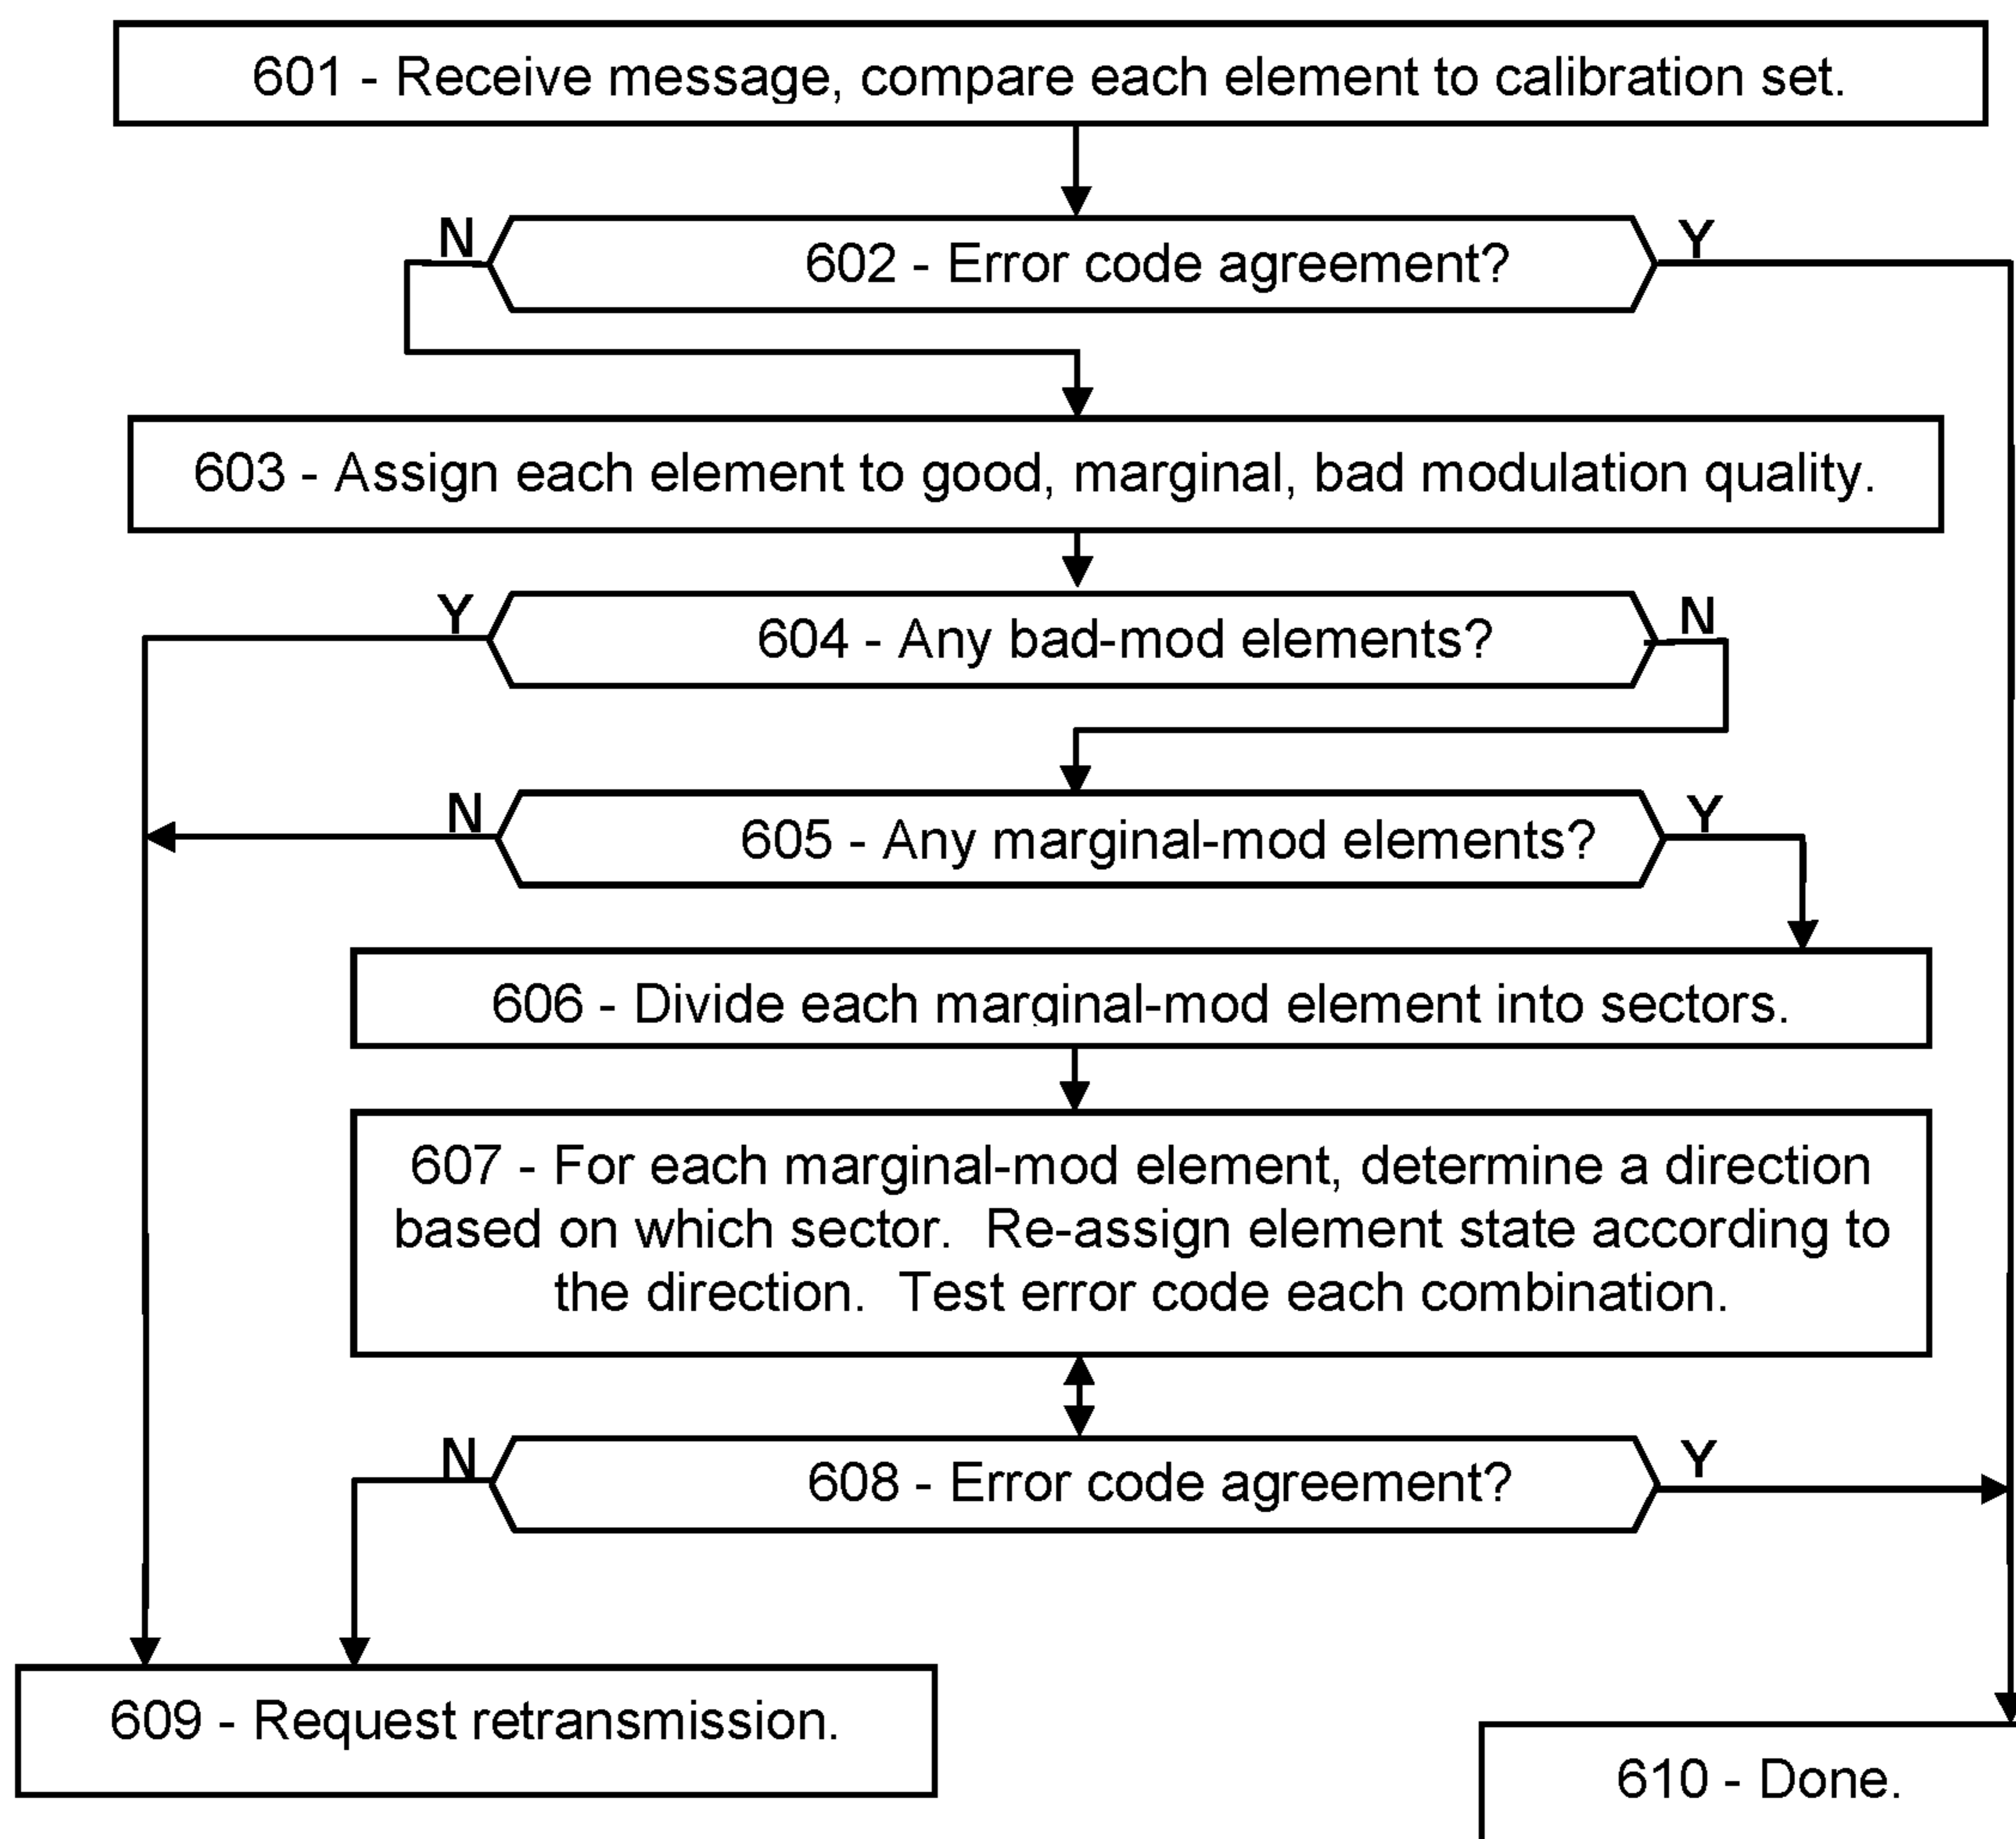 601 - Receive message, compare each element to calibration set.
N
Y
602 - Error code agreement?
603 - Assign each element to good, marginal, bad modulation quality.
Y
N
604 - Any bad-mod elements?
N
Y
605 - Any marginal-mod elements?
606 - Divide each marginal-mod element into sectors.
607 - For each marginal-mod element, determine a direction
based on which sector.  Re-assign element state according to
the direction.  Test error code each combination.
N
Y
608 - Error code agreement?
609 - Request retransmission.
610 - Done.